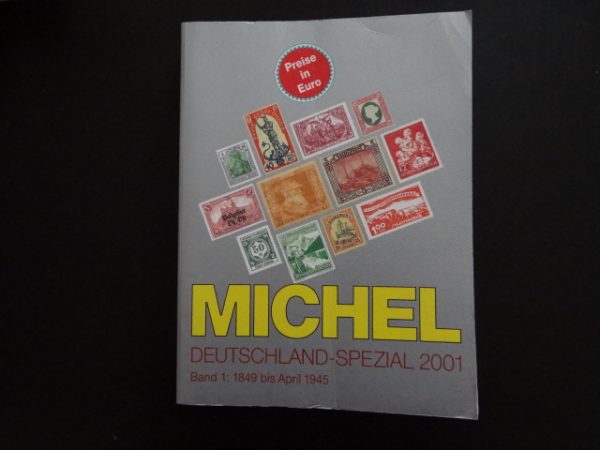 Preise
in
Euro
MICHEL
DEUTSCHLAND-SPEZIAL 2001
Band 1: 1849 bis April 1945